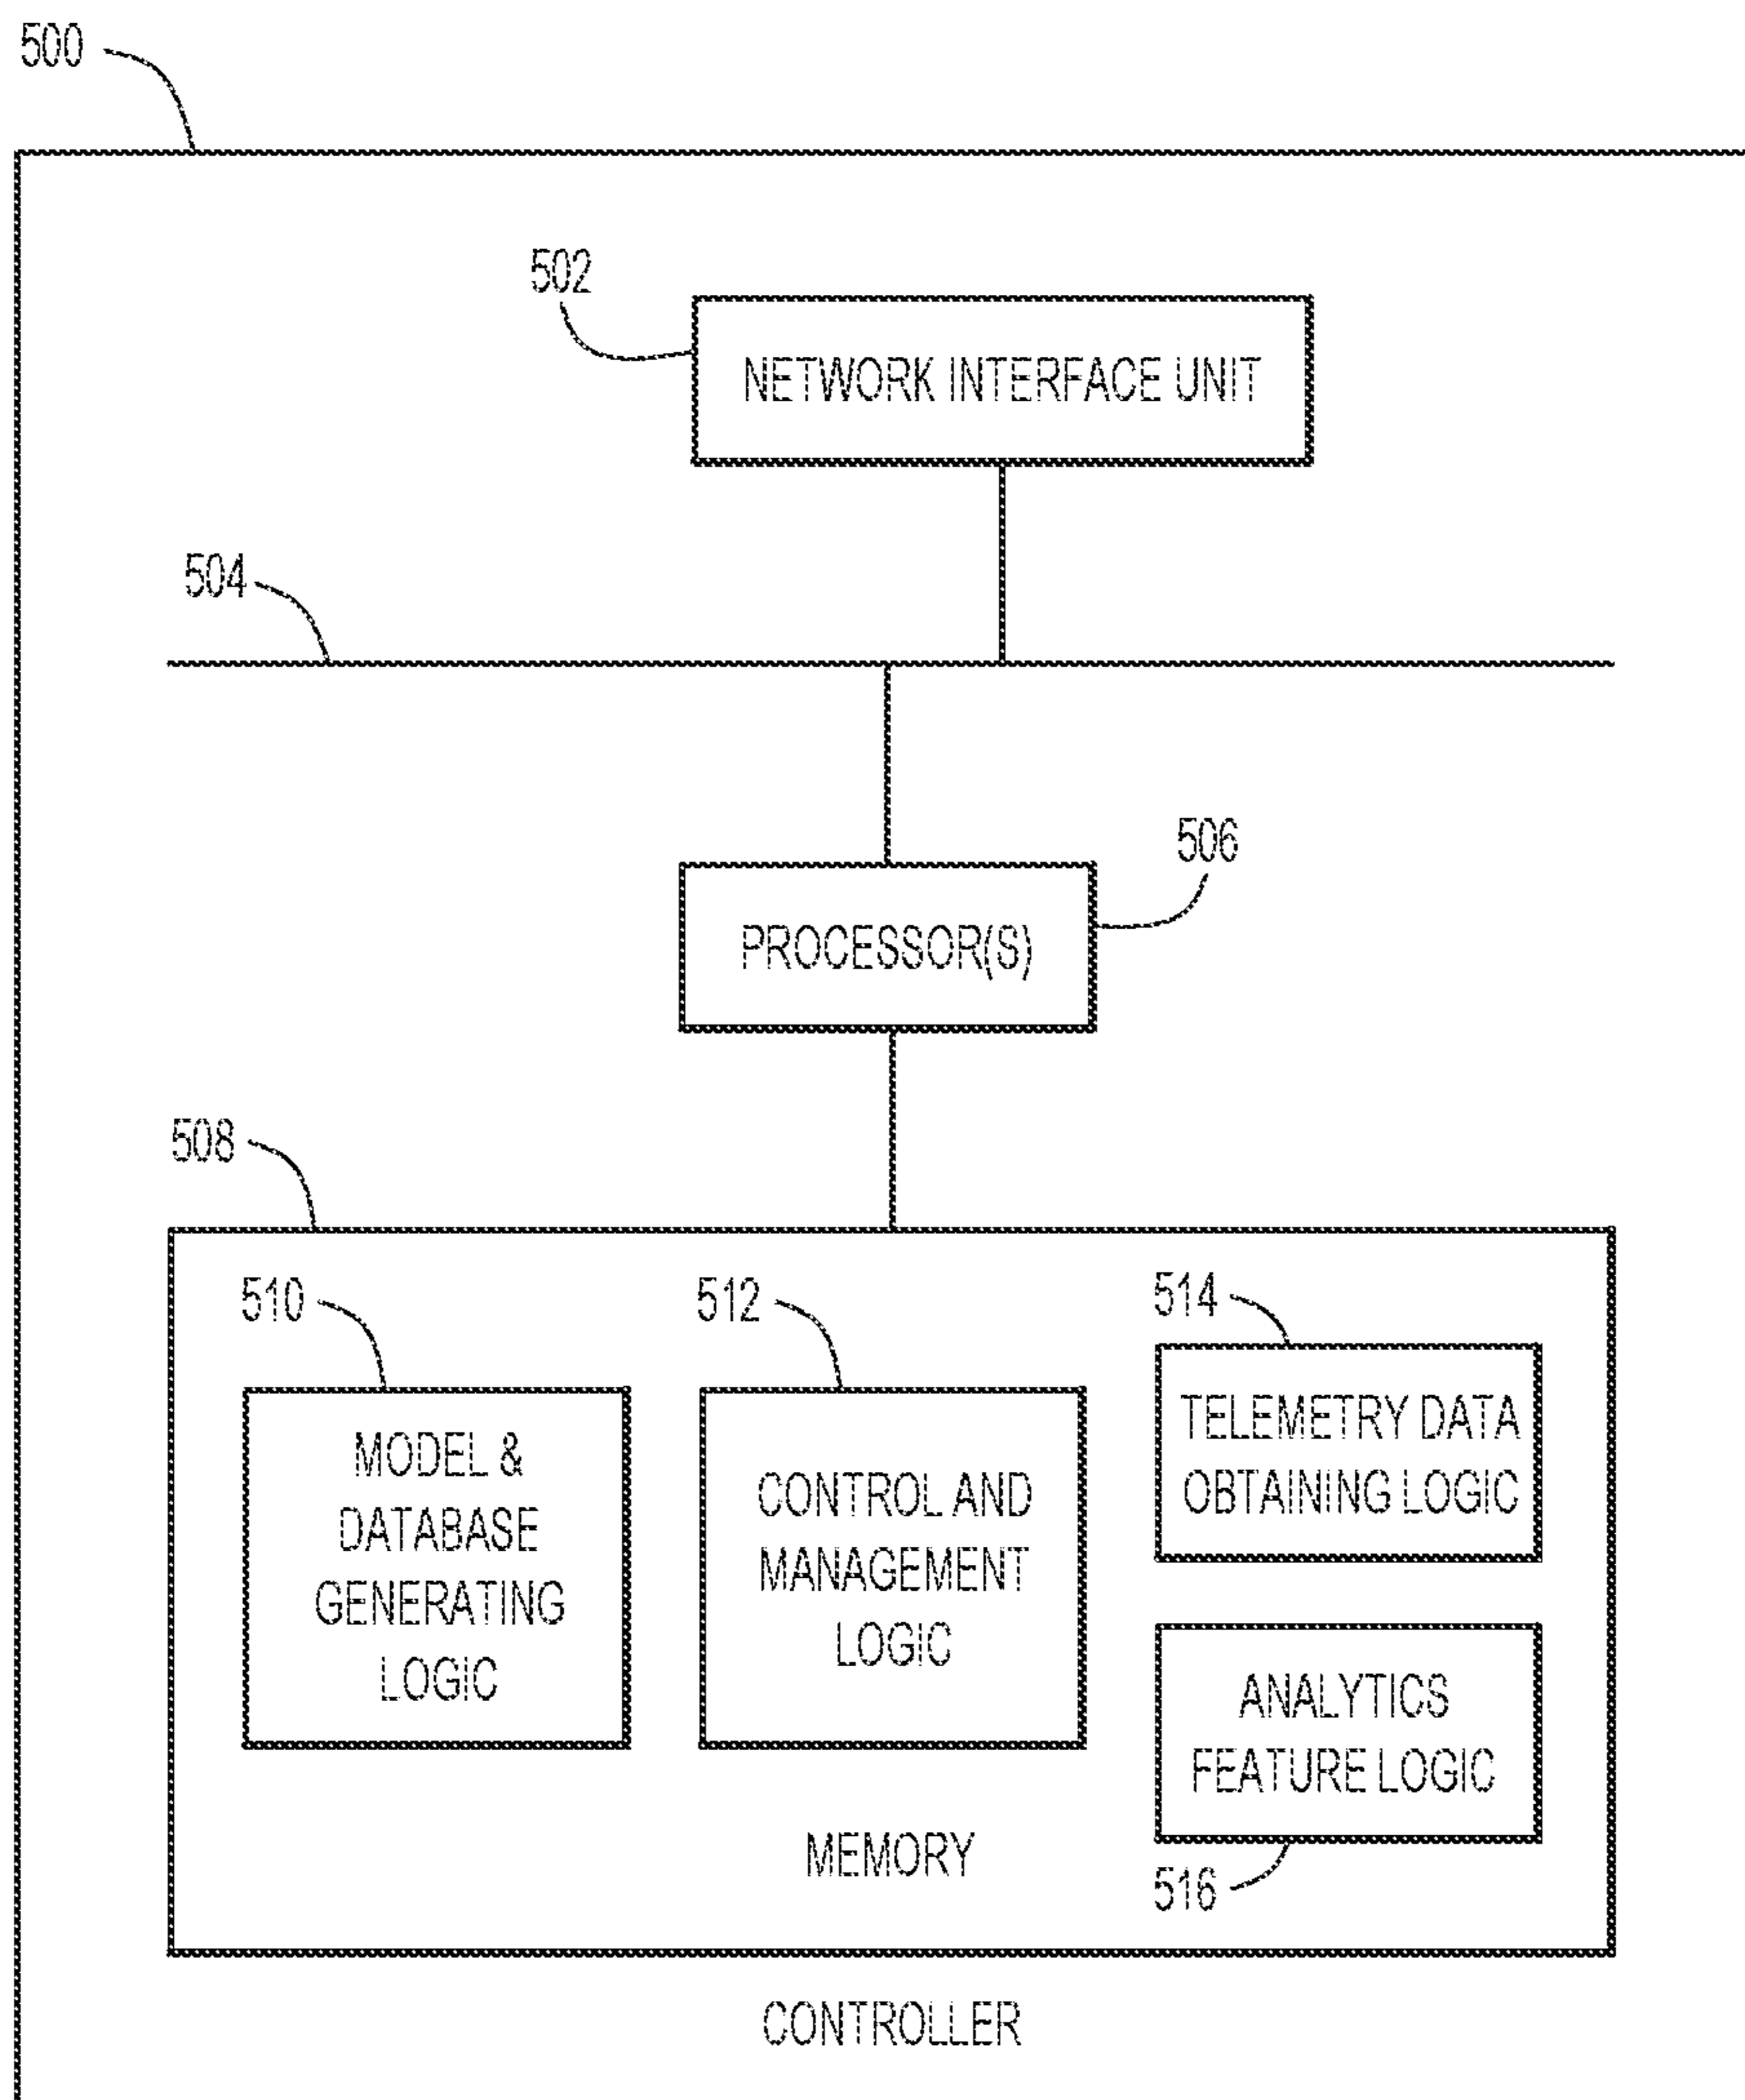 500
502
NETWORK INTERFACE UNIT
504
506
PROCESSOR(S)
508
510
512
514
MODEL &
DATABASE
GENERATING
LOGIC
CONTROL AND
MANAGEMENT
LOGIC
TELEMETRY DATA
OBTAINING LOGIC
ANALYTICS
FEATURE LOGIC
516
MEMORY
CONTROLLER